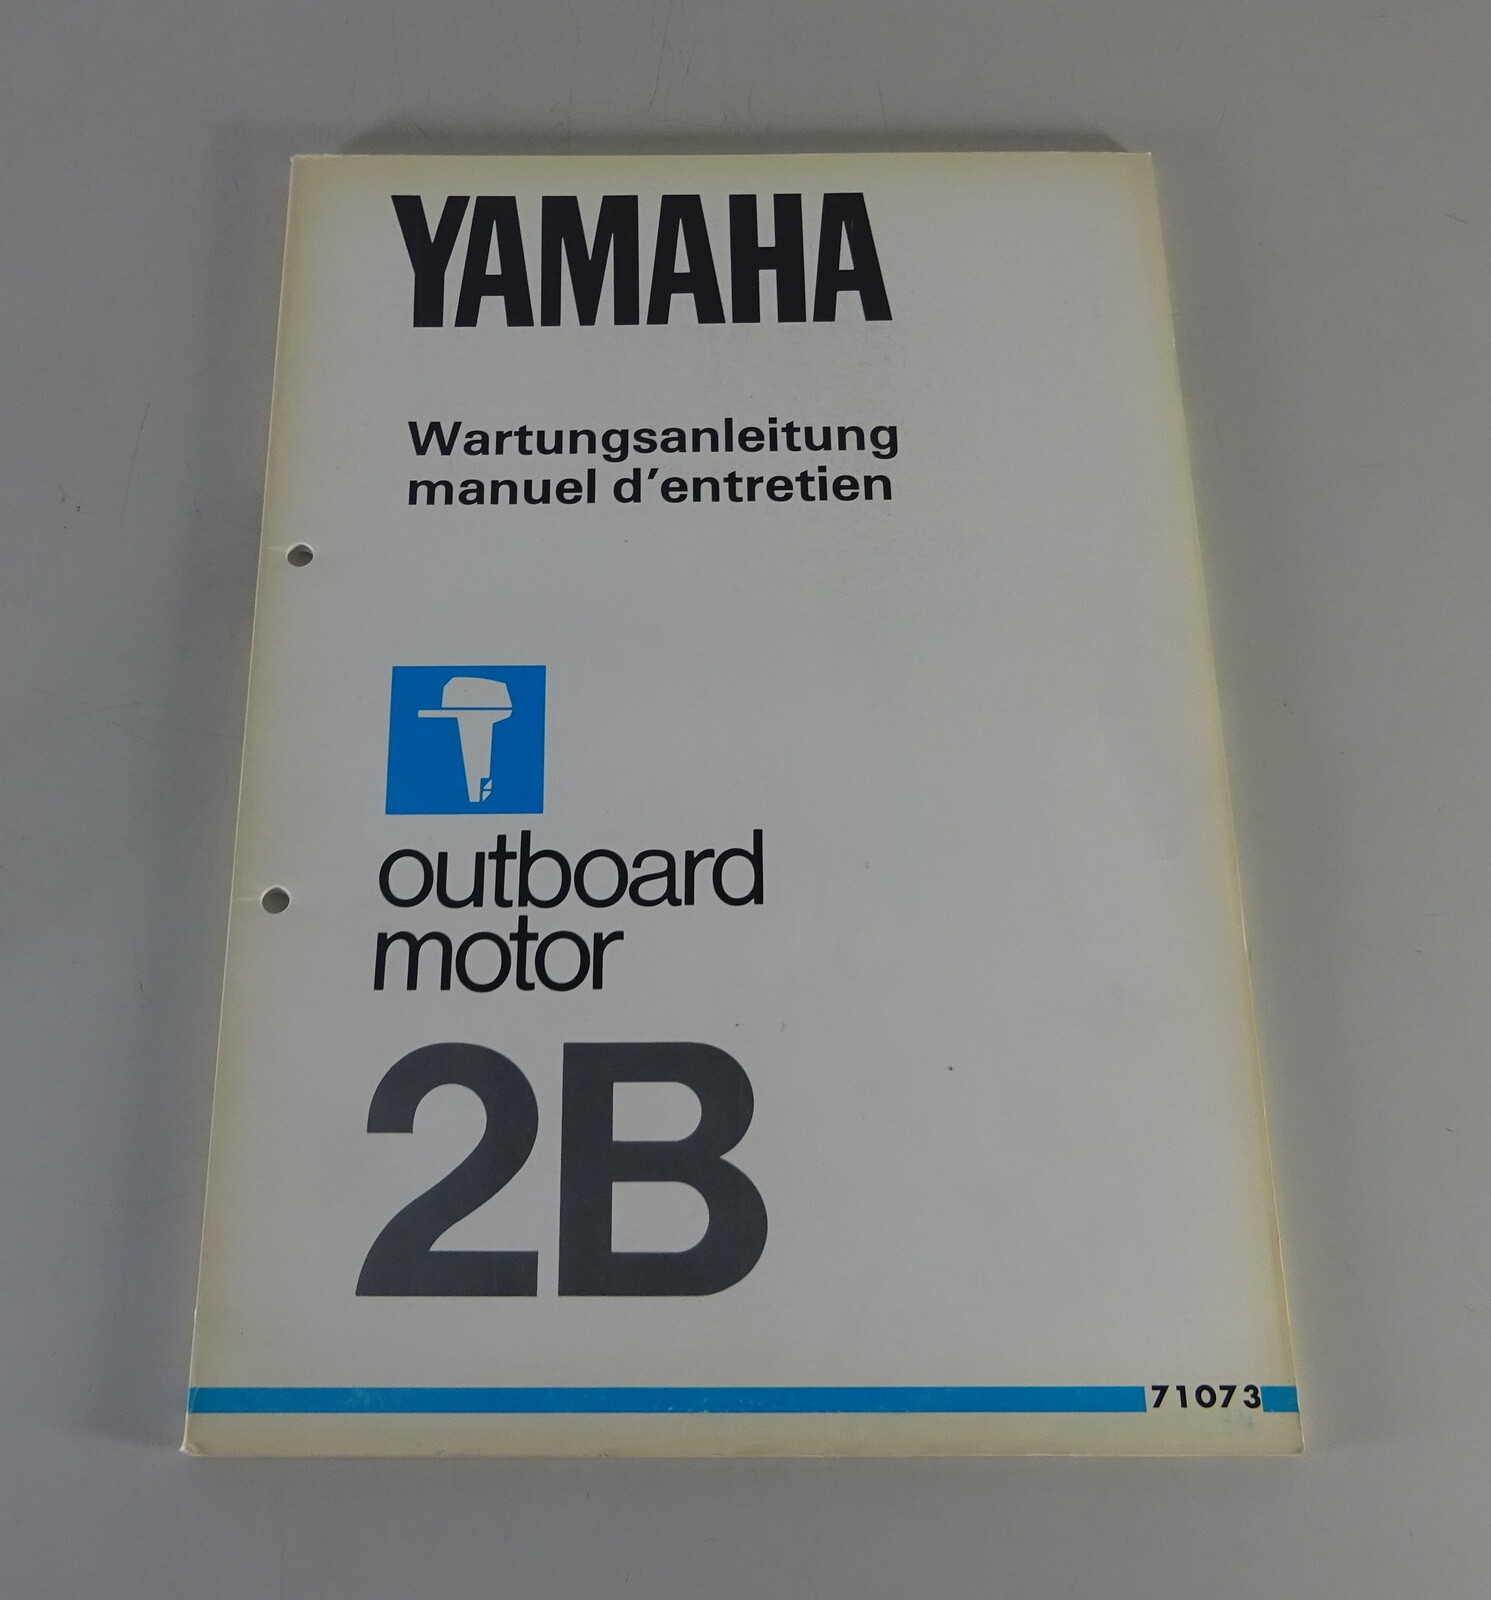 YAMAHA
Wartungsanleitung
manuel d'entretien
outboard
motor
2B
71073